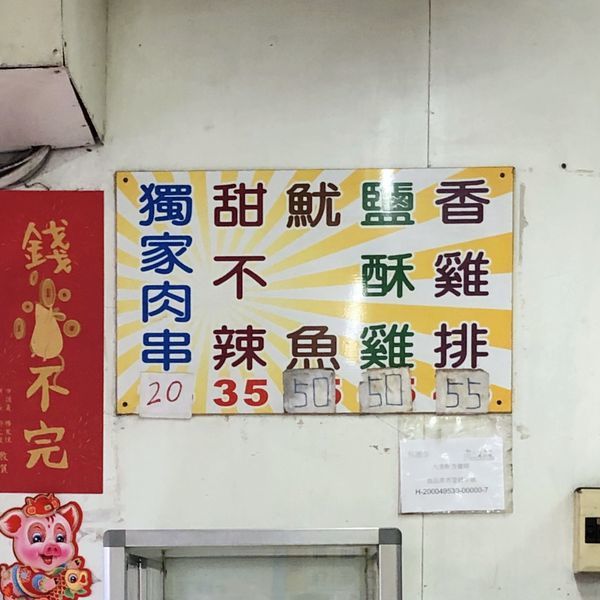 香雞排 55
鹽酥雞 50
魷魚 50
甜不辣 35
獨家肉串 20
錢不完
H-200049539-00000-7